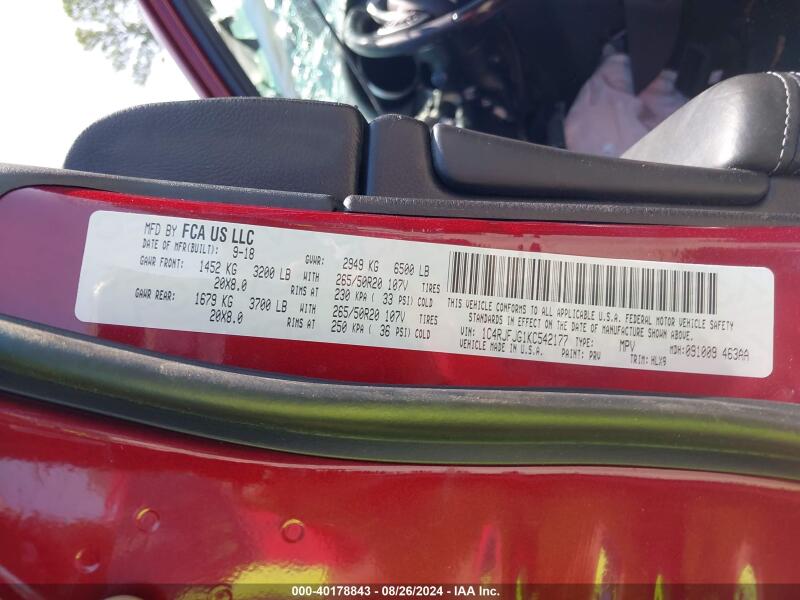 MFD BY FCA US LLC
DATE OF MFR(BUILT): 9-18 GVWR: 2949 KG 6500 LB
GAWR FRONT: 1452 KG 3200 LB WITH 265/50R20 107V TIRES
20X8.0 RIMS AT 230 KPA ( 33 PSI) COLD
GAWR REAR: 1679 KG 3700 LB WITH 265/50R20 107V TIRES
20X8.0 RIMS AT 250 KPA ( 36 PSI) COLD
THIS VEHICLE CONFORMS TO ALL APPLICABLE U.S.A. FEDERAL MOTOR VEHICLE SAFETY
STANDARDS IN EFFECT ON THE DATE OF MANUFACTURE SHOWN ABOVE.
VIN: 1C4RJFJG1KC542177 TYPE: MPV MDH:091009 463AA
VEHICLE MADE IN U.S.A. PAINT: PRV TRIM: HLX9
000-40178843 / 08/26/2024 — IAA Inc.